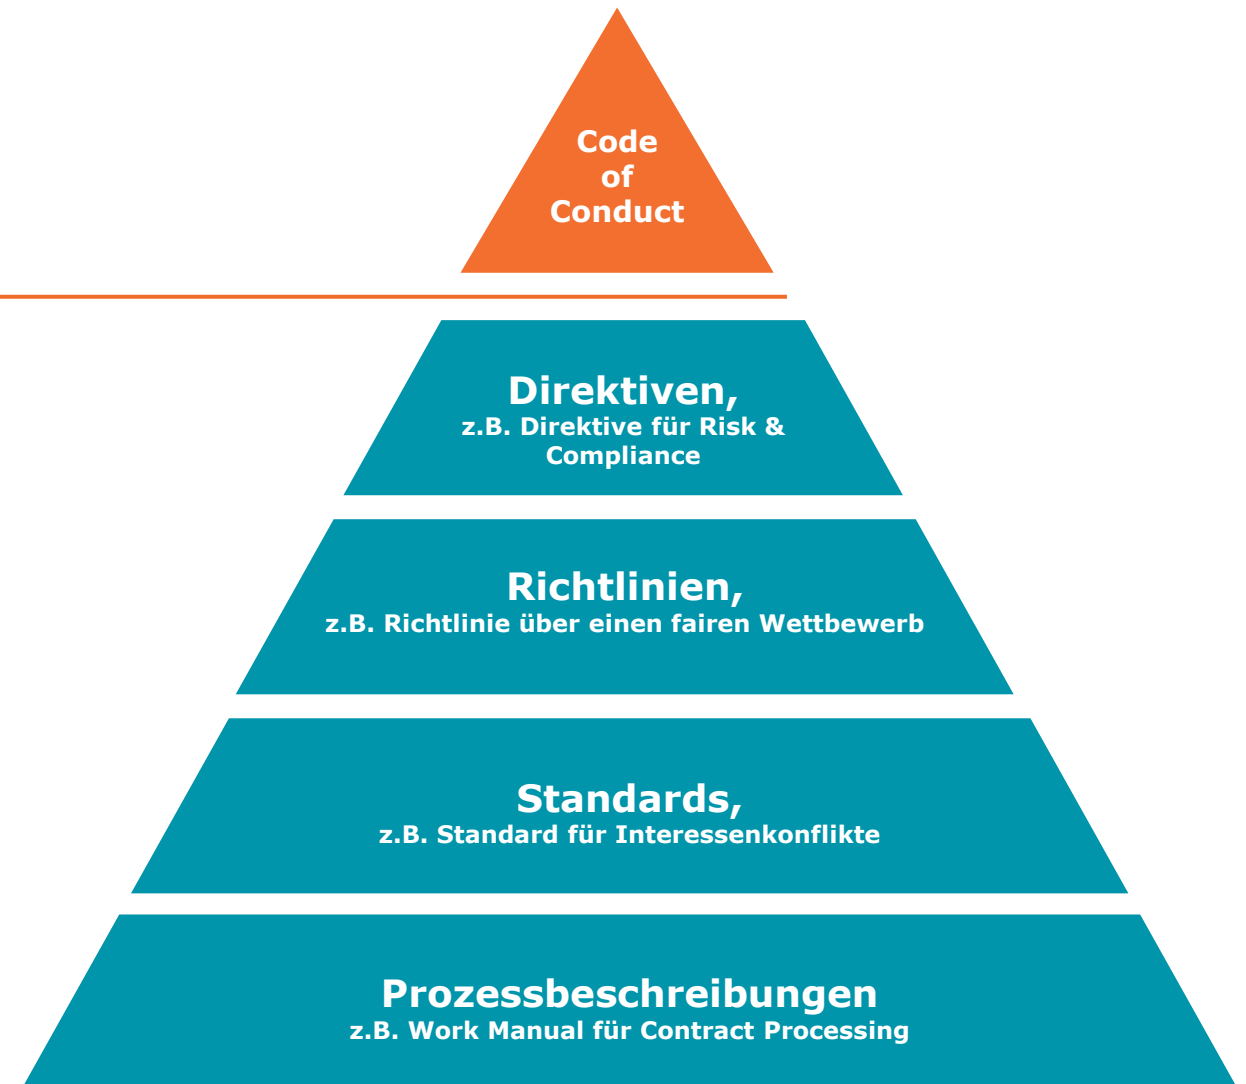 Code
of
Conduct
Direktiven,
z.B. Direktive für Risk &
Compliance
Richtlinien,
z.B. Richtlinie über einen fairen Wettbewerb
Standards,
z.B. Standard für Interessenkonflikte
Prozessbeschreibungen
z.B. Work Manual für Contract Processing